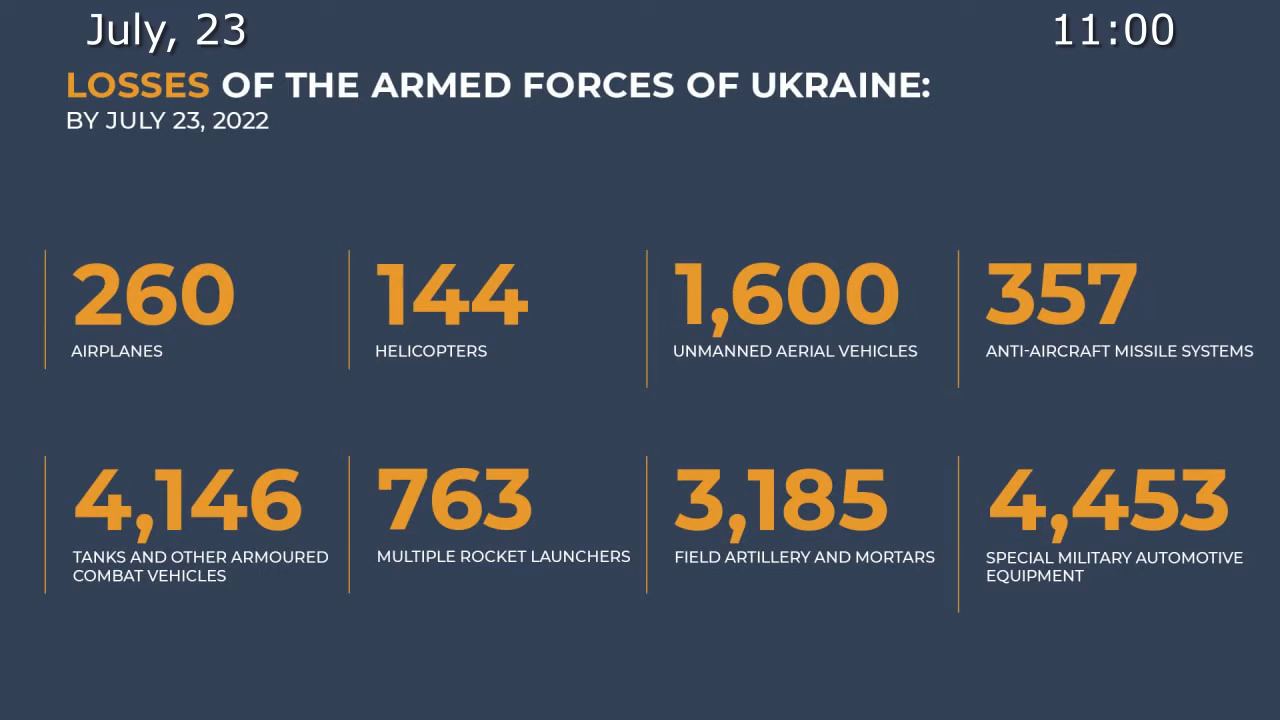 July, 23
11:00
LOSSES OF THE ARMED FORCES OF UKRAINE:
BY JULY 23, 2022
260
AIRPLANES
144
HELICOPTERS
1,600
UNMANNED AERIAL VEHICLES
357
ANTI-AIRCRAFT MISSILE SYSTEMS
4,146
TANKS AND OTHER ARMOURED
COMBAT VEHICLES
763
MULTIPLE ROCKET LAUNCHERS
3,185
FIELD ARTILLERY AND MORTARS
4,453
SPECIAL MILITARY AUTOMOTIVE
EQUIPMENT